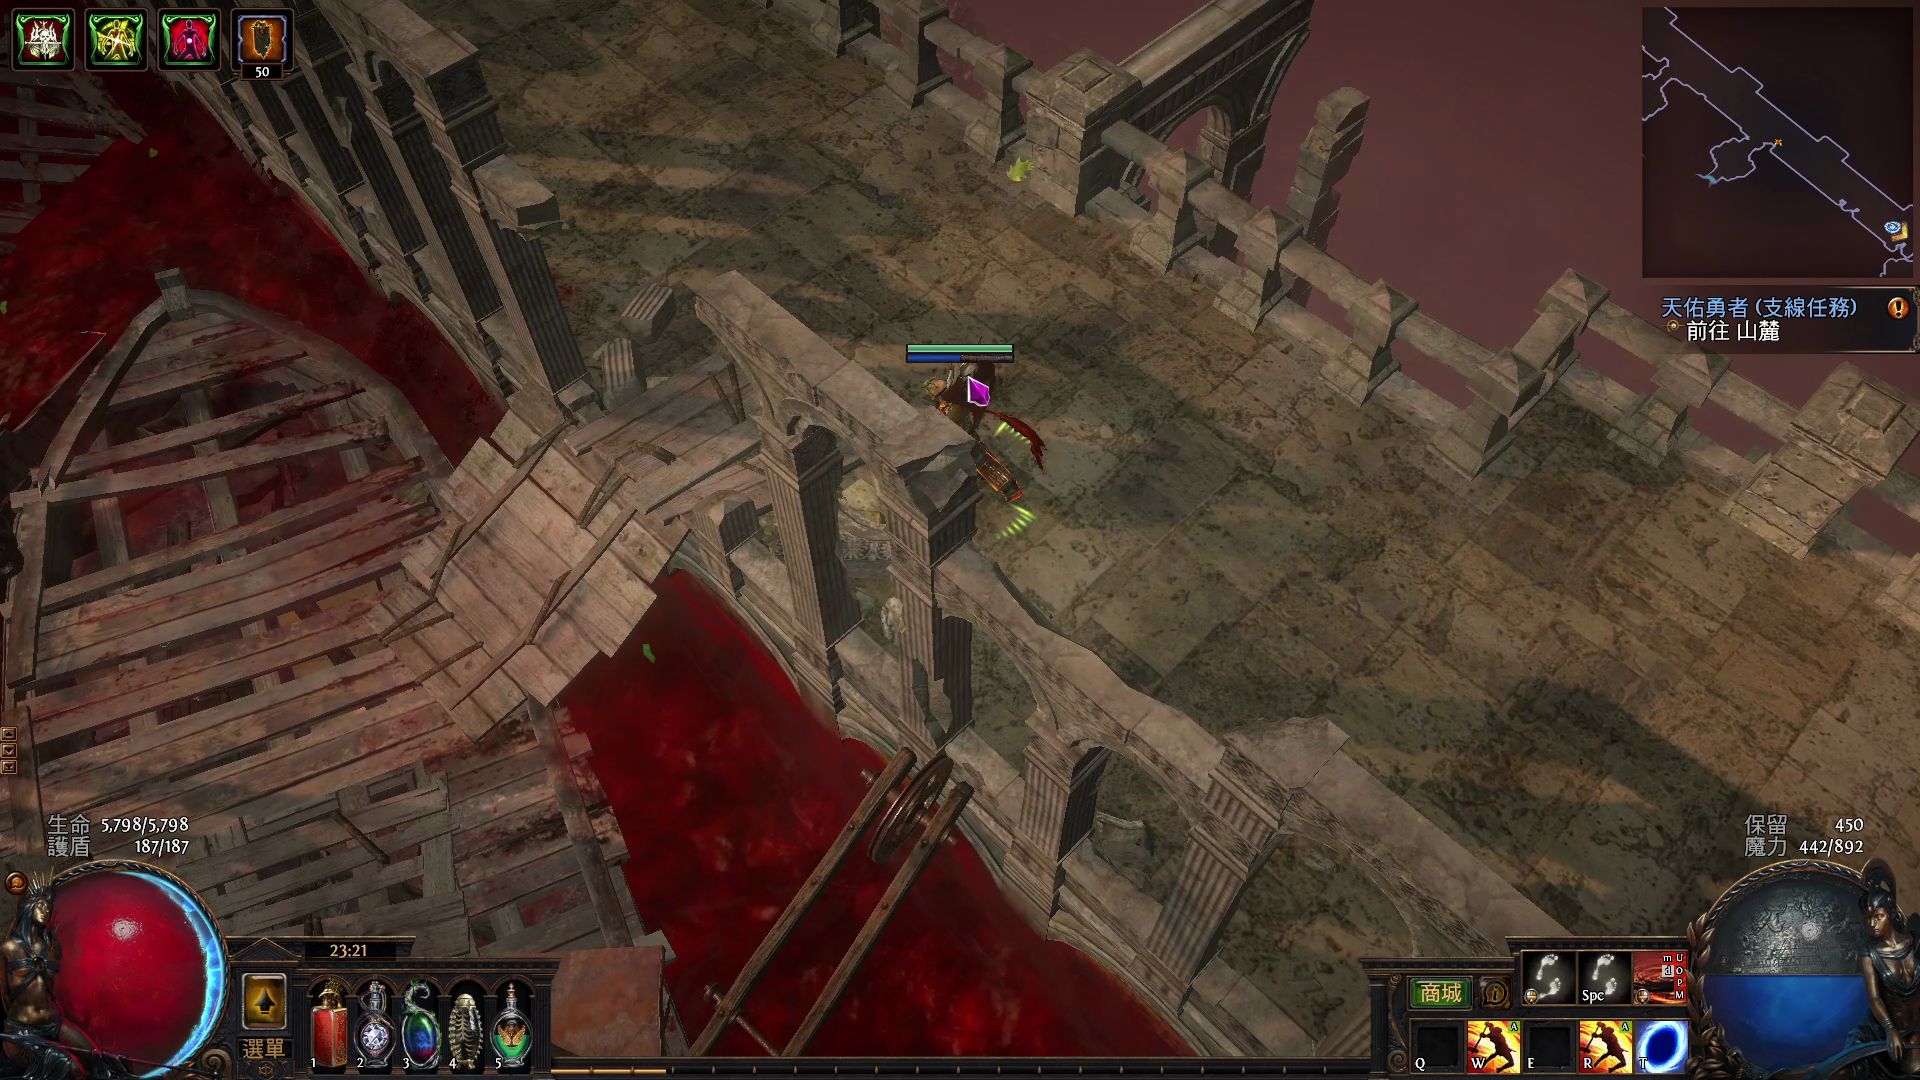 50
天佑勇者 (支線任務)
前往 山麓
生命 5,798/5,798
護盾 187/187
保留 450
魔力 442/892
23:21
選單
1 2 3 4 5
商城
Spc
m U
d O
P
M
A A
Q W E R T